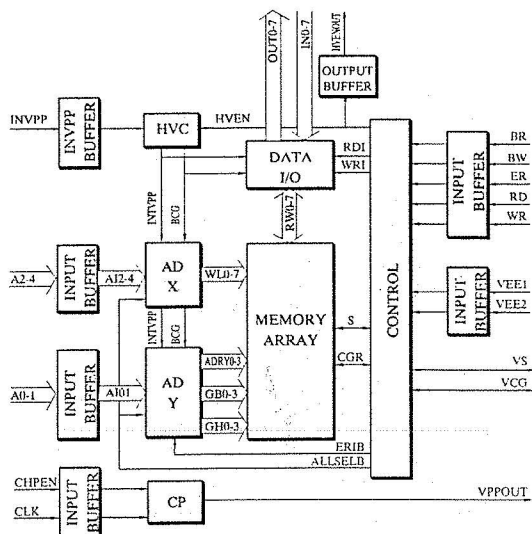 OUT0-7
IN0-7
HVENOUT
OUTPUT
BUFFER
INVPP
INVPP
BUFFER
HVC
HVEN
DATA
I/O
RDI
WRI
INPUT
BUFFER
BR
BW
ER
RD
WR
INTVPP
BCG
RW0-7
A2-4
INPUT
BUFFER
AI2-4
AD
X
WL0-7
MEMORY
ARRAY
CONTROL
INPUT
BUFFER
VEE1
VEE2
INTVPP
BCG
S
CGR
VS
VCG
A0-1
INPUT
BUFFER
AI01
AD
Y
ADRY0-3
GB0-3
GH0-3
ERIB
ALLSELB
CHPEN
CLK
INPUT
BUFFER
CP
VPPOUT